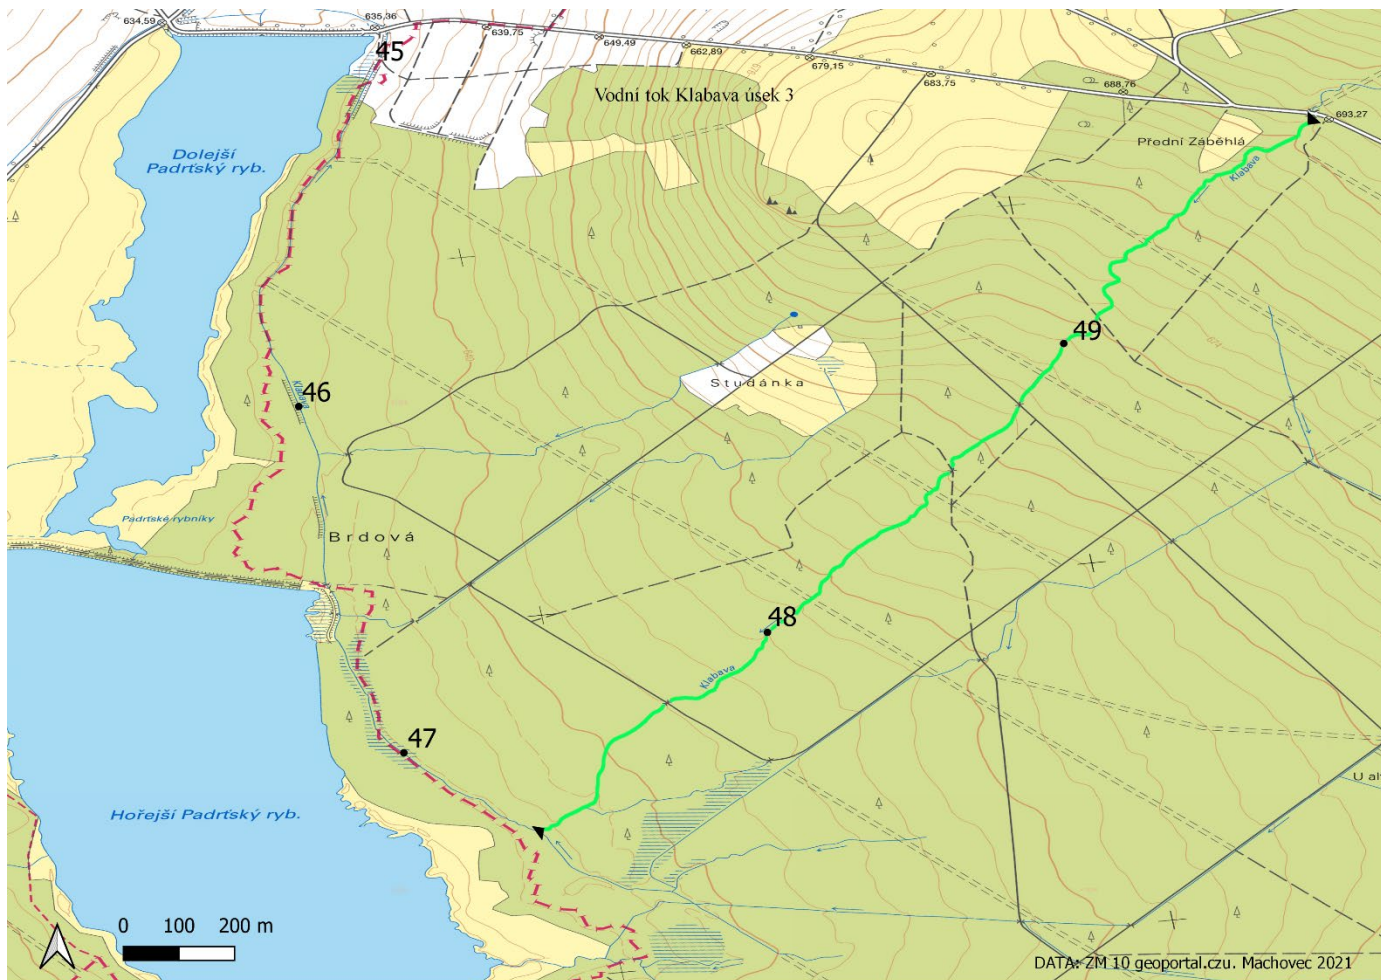 634,59
635,36
639,75
649,49
662,89
679,15
683,75
688,76
693,27
45
Vodní tok Klabava úsek 3
Přední Záběhlá
Dolejší
Padrťský ryb.
Klabava
49
Studánka
46
Klabava
Padrťské rybníky
Brdová
48
Klabava
47
Hořejší Padrťský ryb.
0 100 200 m
DATA: ZM 10 geoportal.czu. Machovec 2021